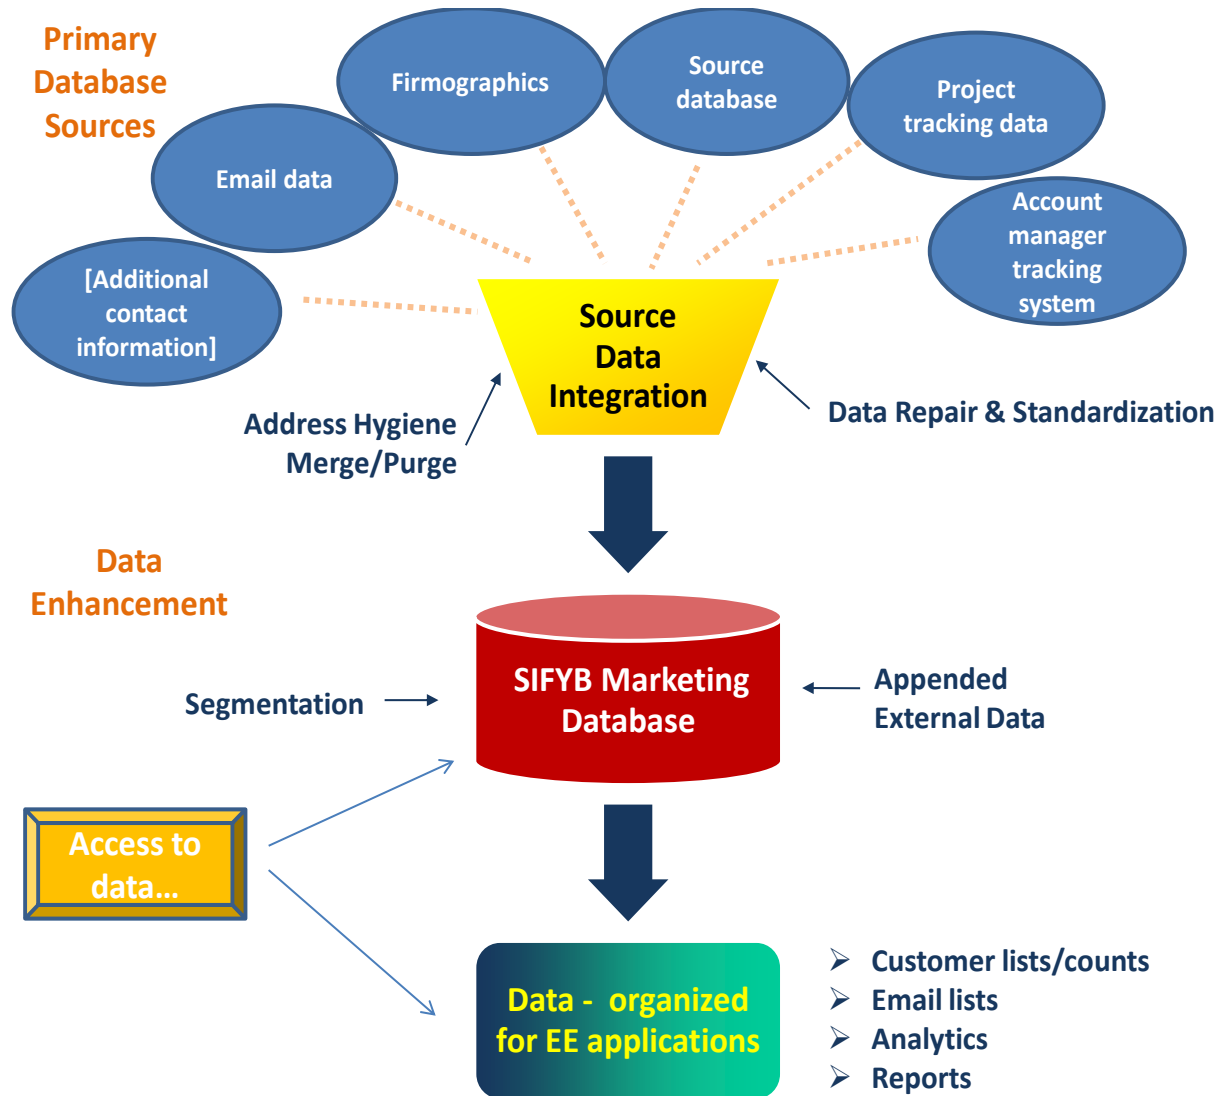 Primary
Database
Sources
Firmographics
Source
database
Project
tracking data
Email data
Account
manager
tracking
system
[Additional
contact
information]
Source
Data
Integration
Address Hygiene
Merge/Purge
Data Repair & Standardization
Data
Enhancement
SIFYB Marketing
Database
Segmentation
Appended
External Data
Access to
data…
Data -  organized
for EE applications
➢ Customer lists/counts
➢ Email lists
➢ Analytics
➢ Reports